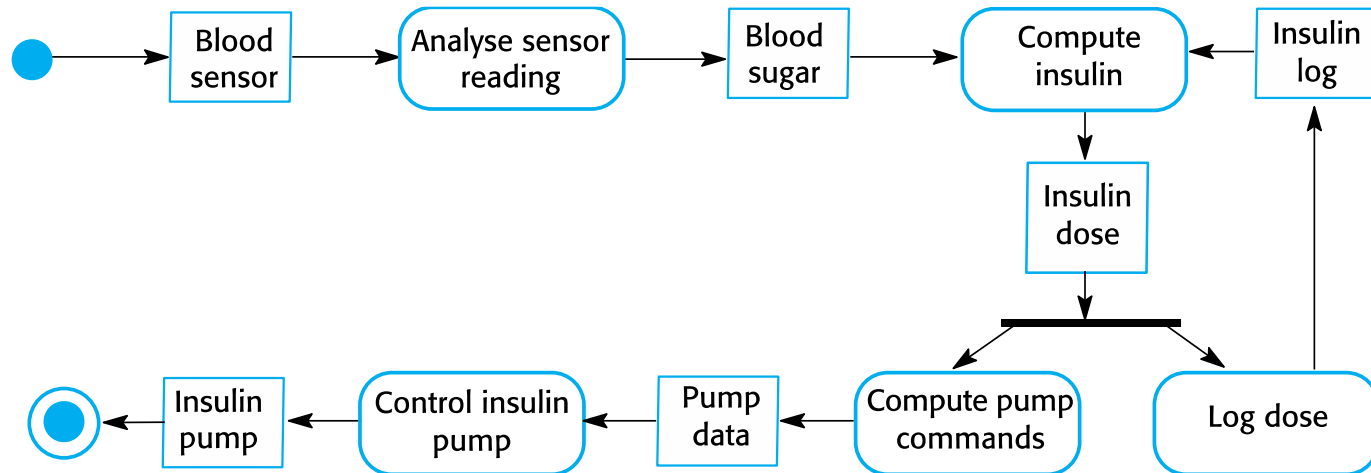 Blood
sensor
Analyse sensor
reading
Blood
sugar
Compute
insulin
Insulin
log
Insulin
dose
Insulin
pump
Control insulin
pump
Pump
data
Compute pump
commands
Log dose